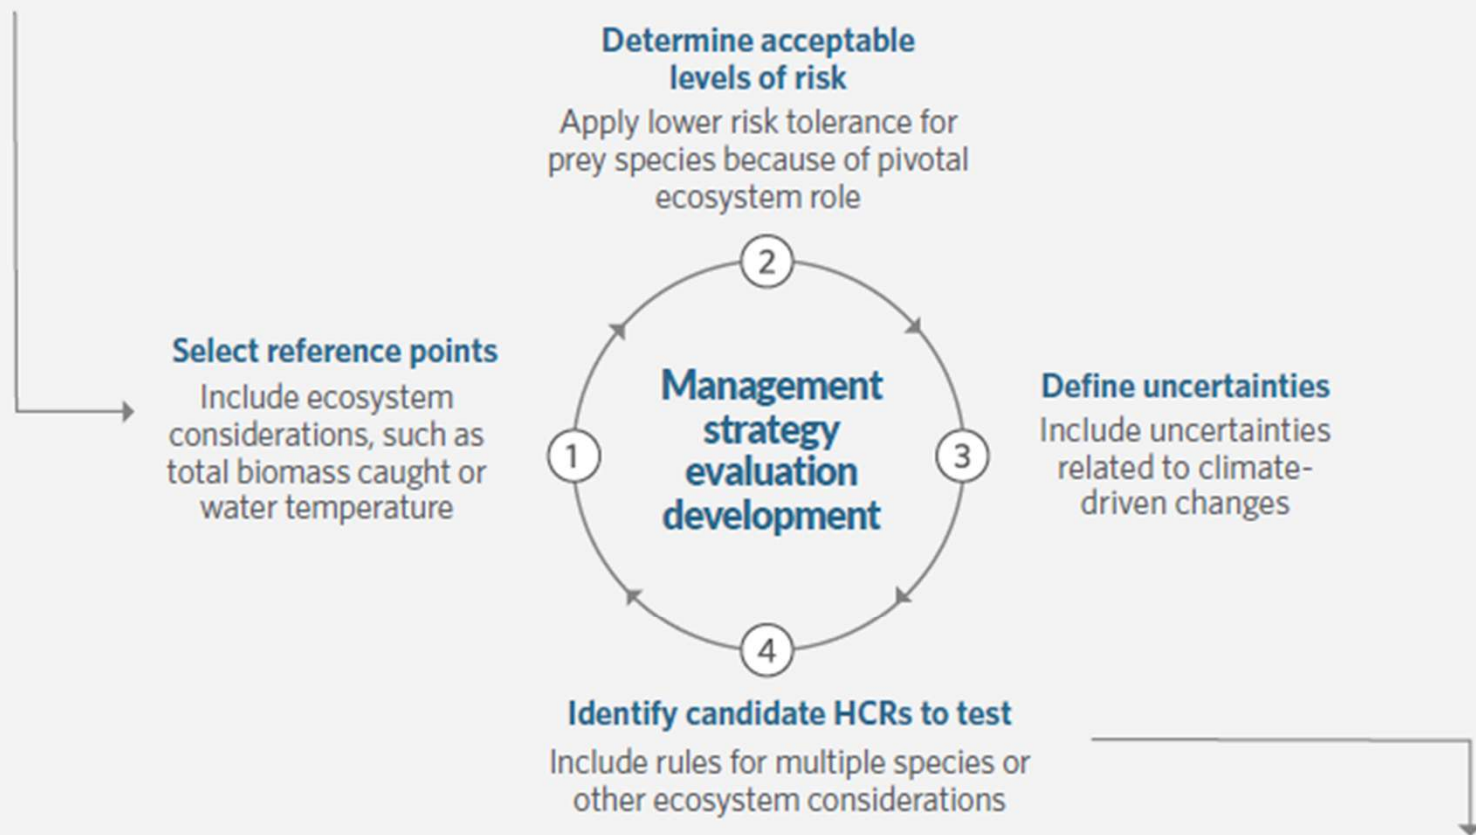 Determine acceptable
levels of risk
Apply lower risk tolerance for
prey species because of pivotal
ecosystem role
2
Select reference points
Include ecosystem
considerations, such as
total biomass caught or
water temperature
1
Management
strategy
evaluation
development
3
Define uncertainties
Include uncertainties
related to climate-
driven changes
4
Identify candidate HCRs to test
Include rules for multiple species or
other ecosystem considerations